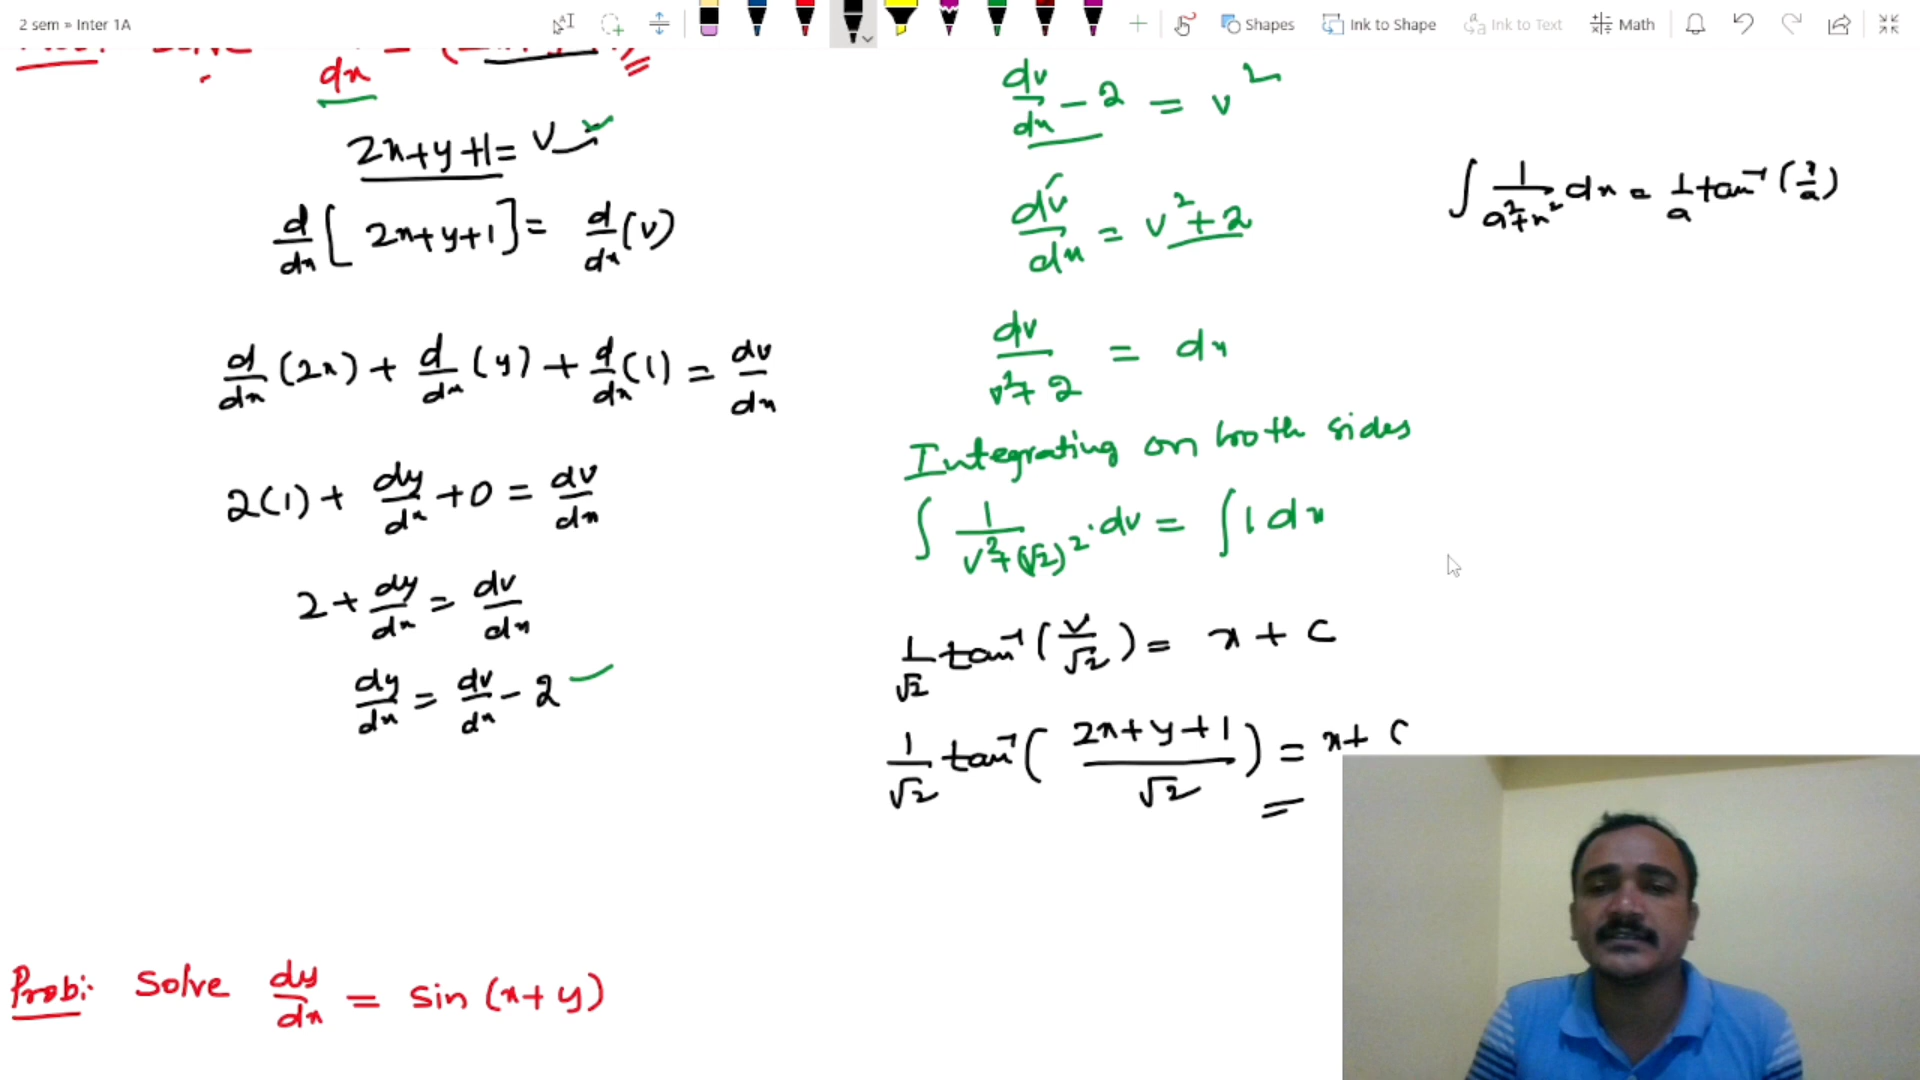 2 sem » Inter 1A
Shapes Ink to Shape Ink to Text Math
dx
2x+y+1 = v
d/dx [2x+y+1] = d/dx (v)
d/dx (2x) + d/dx (y) + d/dx (1) = dv/dx
2(1) + dy/dx + 0 = dv/dx
2 + dy/dx = dv/dx
dy/dx = dv/dx - 2
dv/dx - 2 = v²
dv/dx = v²+2
dv/v²+2 = dx
Integrating on both sides
∫ 1/v²+(√2)² . dv = ∫ 1 dx
1/√2 tan⁻¹ (v/√2) = x + c
1/√2 tan⁻¹ (2x+y+1/√2) = x + c
∫ 1/a²+x² dx = 1/a tan⁻¹ (x/a)
Prob: Solve dy/dx = sin (x+y)